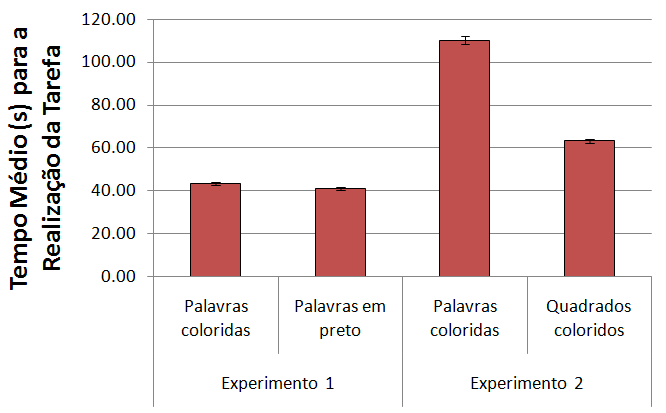 Tempo Médio (s) para a
Realização da Tarefa
120.00
100.00
80.00
60.00
40.00
20.00
0.00
Palavras
coloridas
Palavras em
preto
Palavras
coloridas
Quadrados
coloridos
Experimento 1
Experimento 2